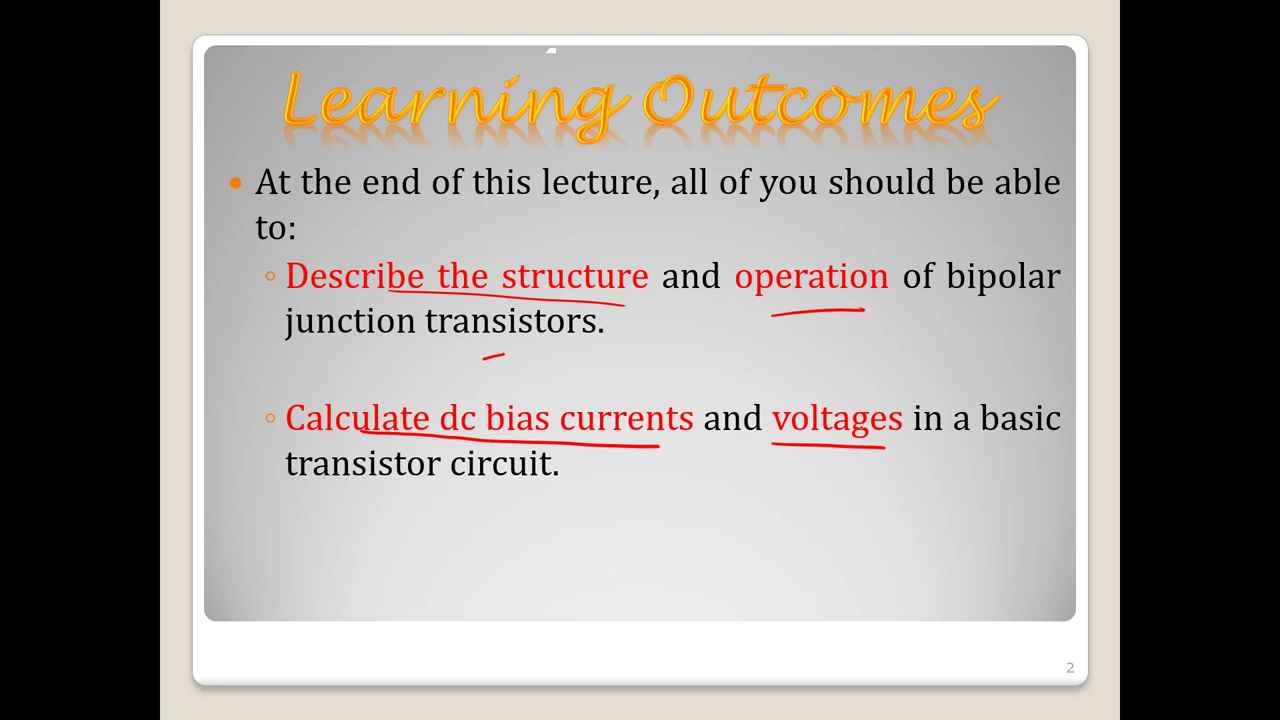 Learning Outcomes
• At the end of this lecture, all of you should be able
to:
◦ Describe the structure and operation of bipolar
junction transistors.
◦ Calculate dc bias currents and voltages in a basic
transistor circuit.
2